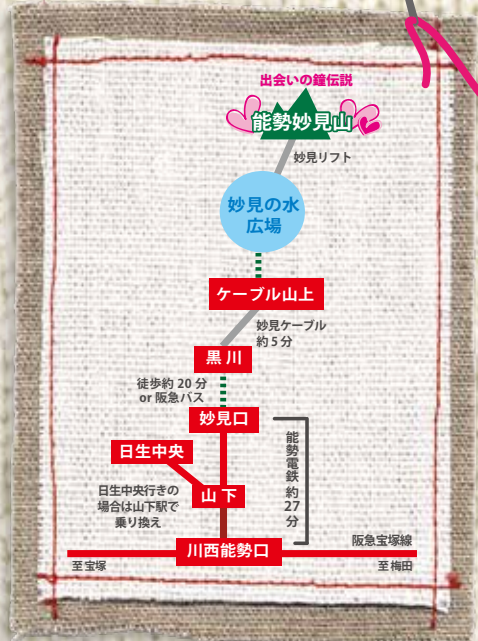 出会いの鐘伝説
能勢妙見山
妙見リフト
妙見の水
広場
ケーブル山上
妙見ケーブル
約5分
黒川
徒歩約20分
or 阪急バス
妙見口
能勢電鉄 約27分
日生中央
日生中央行きの
場合は山下駅で
乗り換え
山下
川西能勢口
阪急宝塚線
至宝塚
至梅田